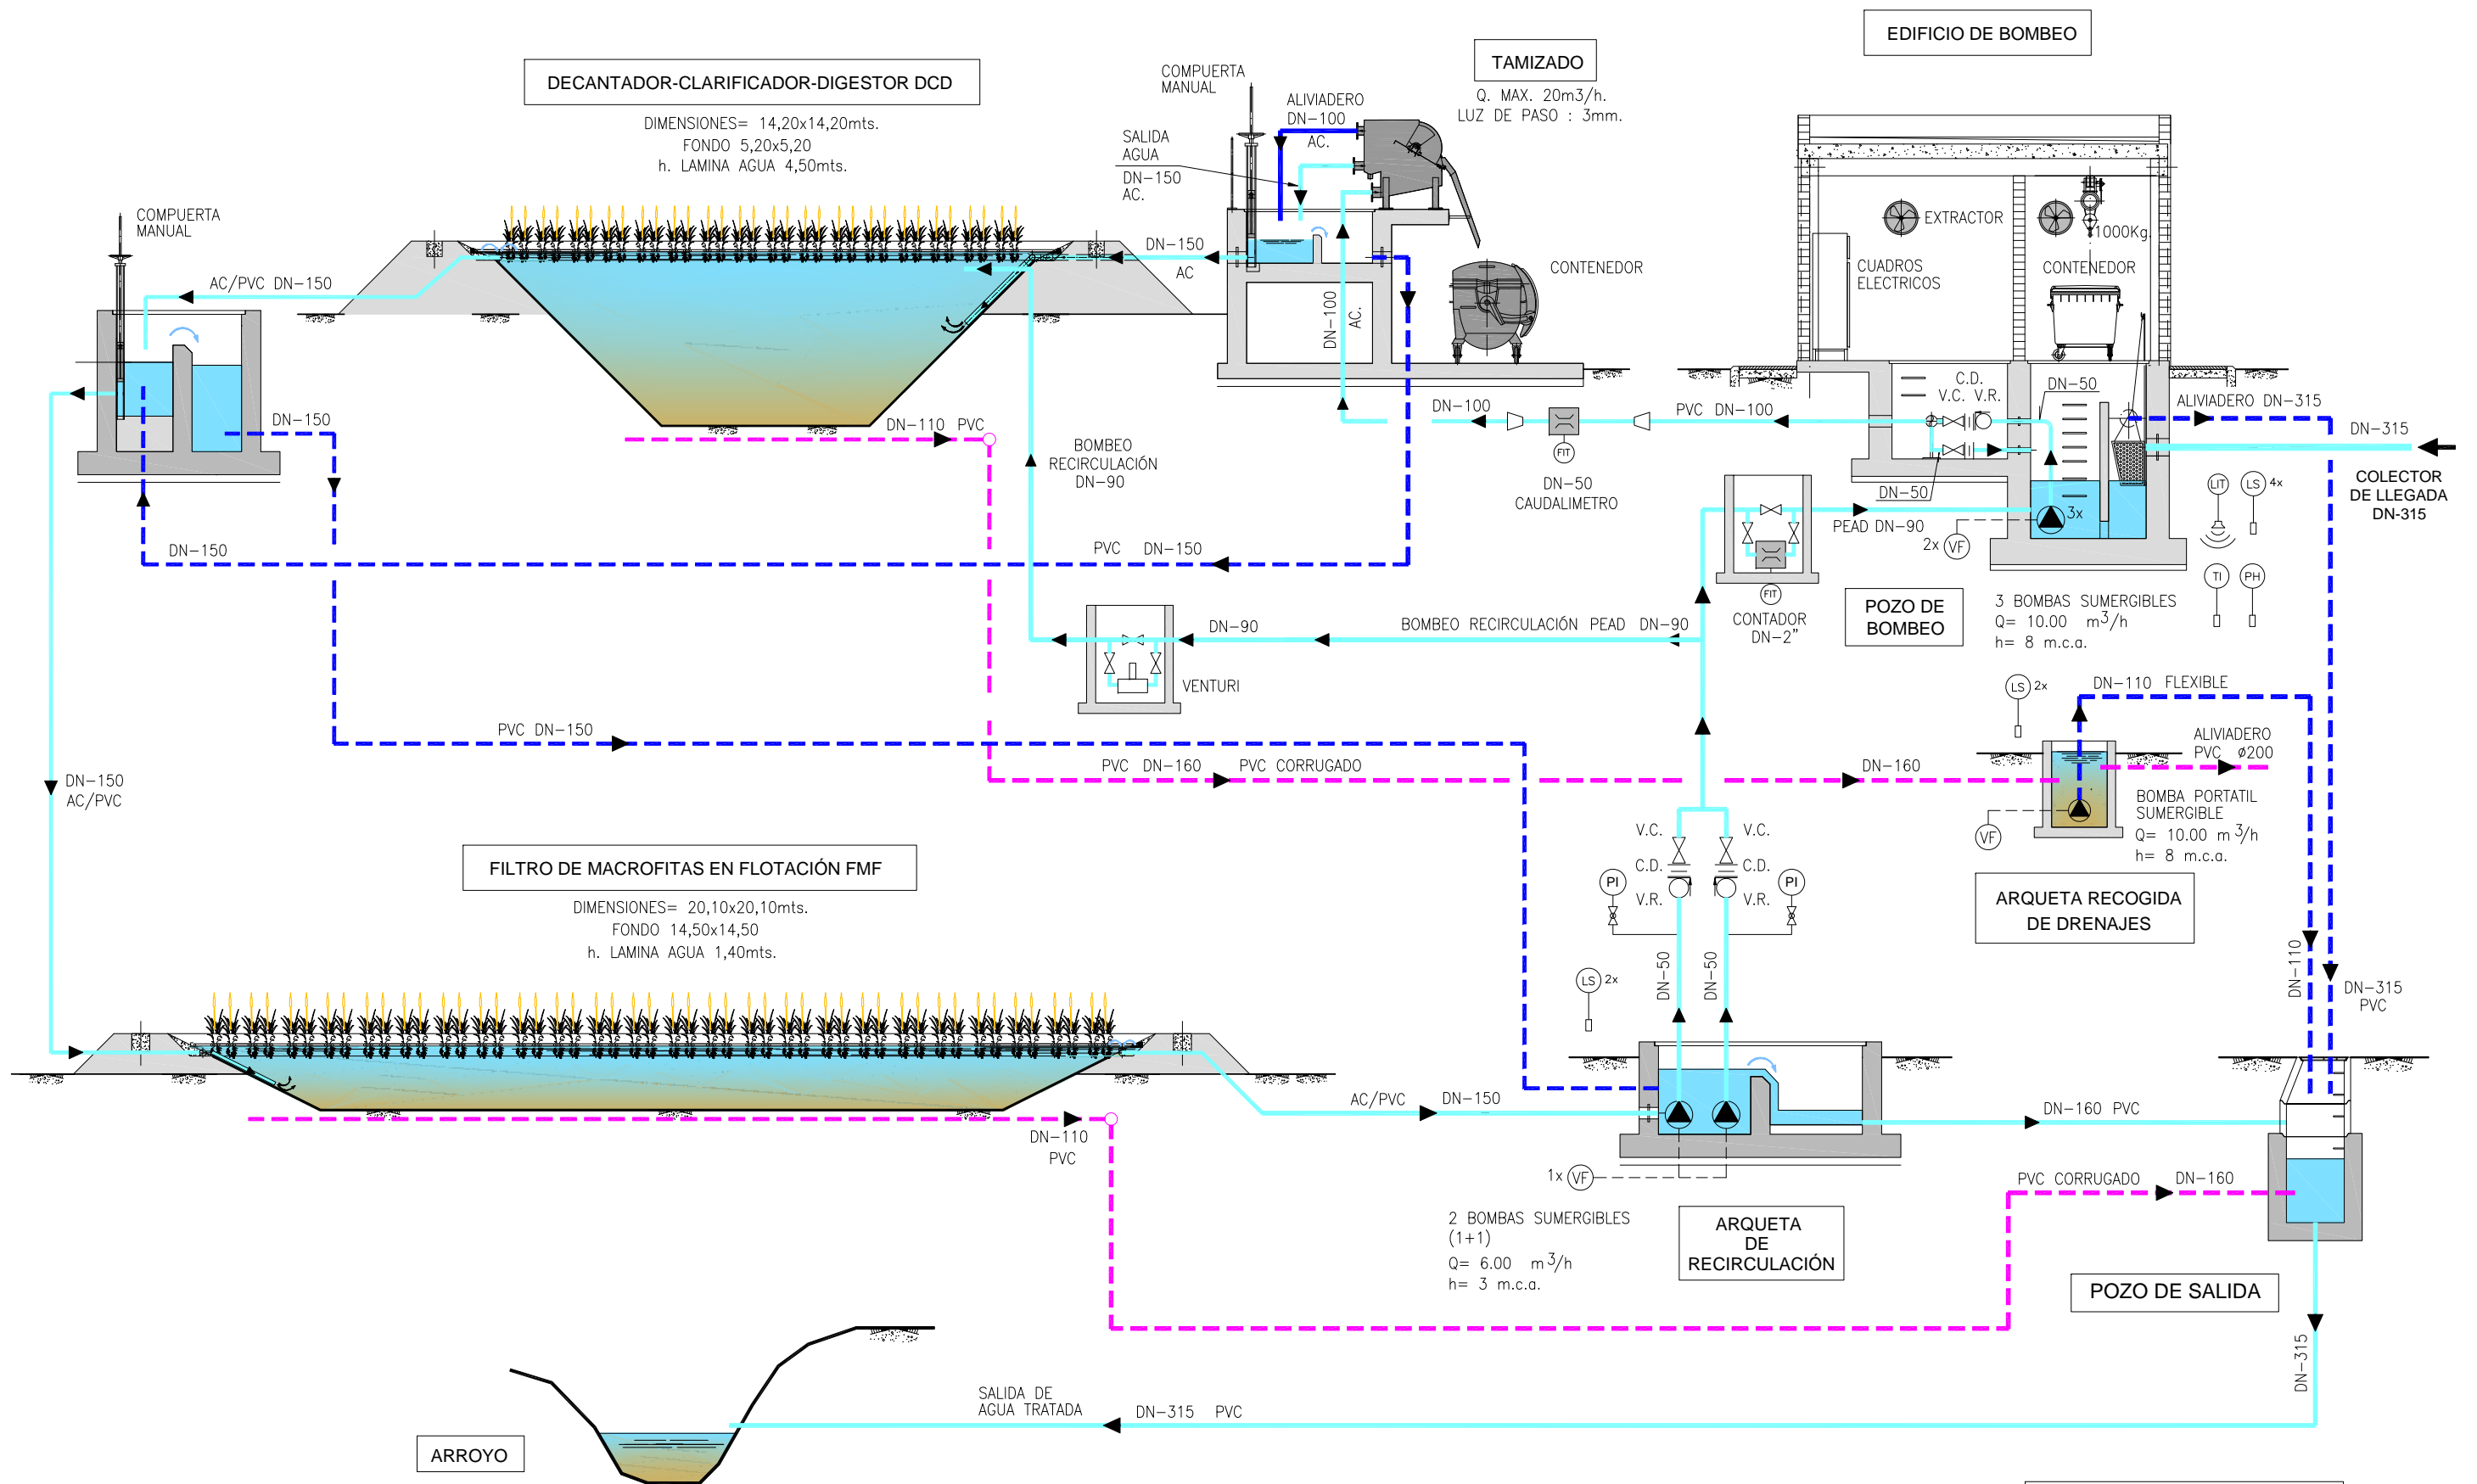 EDIFICIO DE BOMBEO
TAMIZADO
Q. MAX. 20m3/h.
LUZ DE PASO : 3mm.
DECANTADOR-CLARIFICADOR-DIGESTOR DCD
DIMENSIONES= 14,20x14,20mts.
FONDO 5,20x5,20
h. LAMINA AGUA 4,50mts.
COMPUERTA
MANUAL
ALIVIADERO
DN-100
AC.
SALIDA
AGUA
DN-150
AC.
COMPUERTA
MANUAL
EXTRACTOR
1000Kg.
CUADROS
ELECTRICOS
CONTENEDOR
CONTENEDOR
DN-150
AC
AC/PVC DN-150
DN-100
AC.
C.D.
V.C. V.R.
DN-50
DN-50
ALIVIADERO DN-315
DN-315
COLECTOR
DE LLEGADA
DN-315
DN-100
PVC DN-100
FIT
DN-50
CAUDALIMETRO
DN-150
DN-110 PVC
BOMBEO
RECIRCULACIÓN
DN-90
LIT
LS 4x
TI
PH
3x
2x VF
PEAD DN-90
FIT
CONTADOR
DN-2"
POZO DE
BOMBEO
3 BOMBAS SUMERGIBLES
Q= 10.00 m3/h
h= 8 m.c.a.
DN-150
PVC DN-150
DN-90
BOMBEO RECIRCULACIÓN PEAD DN-90
VENTURI
LS 2x
DN-110 FLEXIBLE
ALIVIADERO
PVC ø200
PVC DN-150
PVC DN-160
PVC CORRUGADO
DN-160
DN-150
AC/PVC
VF
BOMBA PORTATIL
SUMERGIBLE
Q= 10.00 m3/h
h= 8 m.c.a.
ARQUETA RECOGIDA
DE DRENAJES
V.C.
V.C.
C.D.
C.D.
V.R.
V.R.
PI
PI
FILTRO DE MACROFITAS EN FLOTACIÓN FMF
DIMENSIONES= 20,10x20,10mts.
FONDO 14,50x14,50
h. LAMINA AGUA 1,40mts.
LS 2x
DN-50
DN-50
DN-110
DN-315
PVC
AC/PVC
DN-150
DN-160 PVC
DN-110
PVC
1x VF
PVC CORRUGADO
DN-160
2 BOMBAS SUMERGIBLES
(1+1)
Q= 6.00 m3/h
h= 3 m.c.a.
ARQUETA
DE
RECIRCULACIÓN
POZO DE SALIDA
DN-315
SALIDA DE
AGUA TRATADA
DN-315 PVC
ARROYO